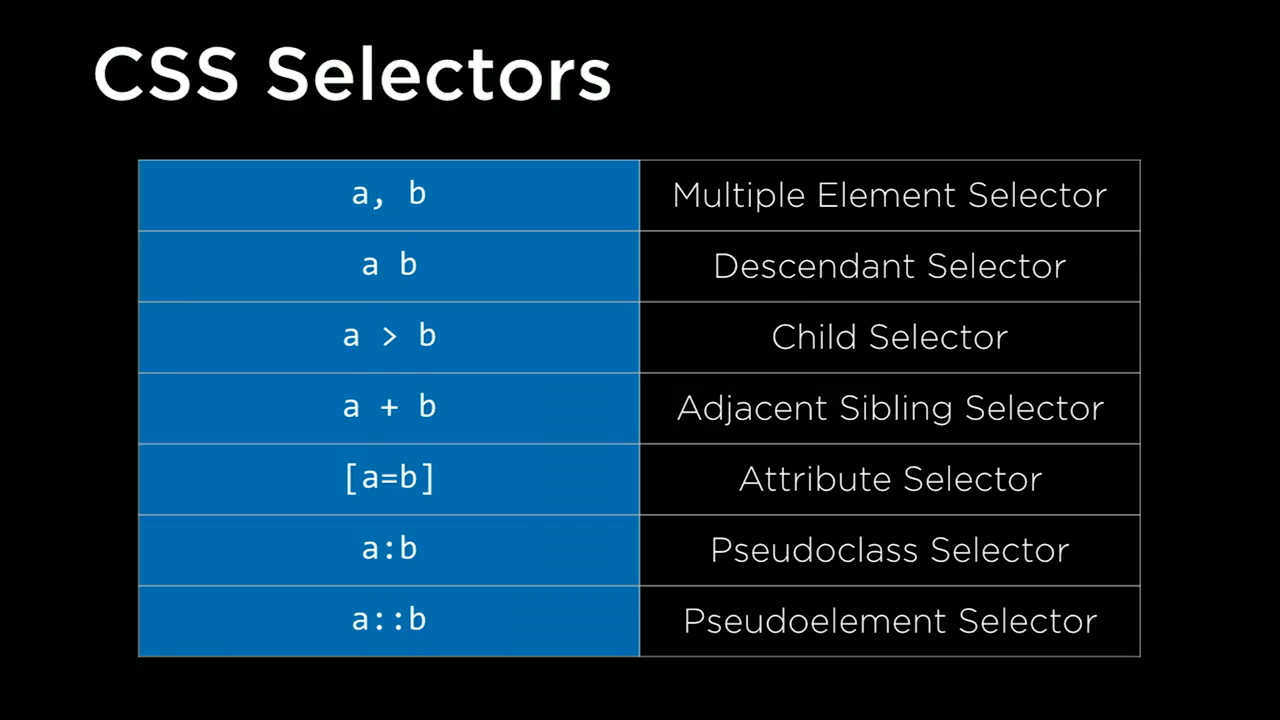 CSS Selectors
a, b Multiple Element Selector
a b Descendant Selector
a > b Child Selector
a + b Adjacent Sibling Selector
[a=b] Attribute Selector
a:b Pseudoclass Selector
a::b Pseudoelement Selector